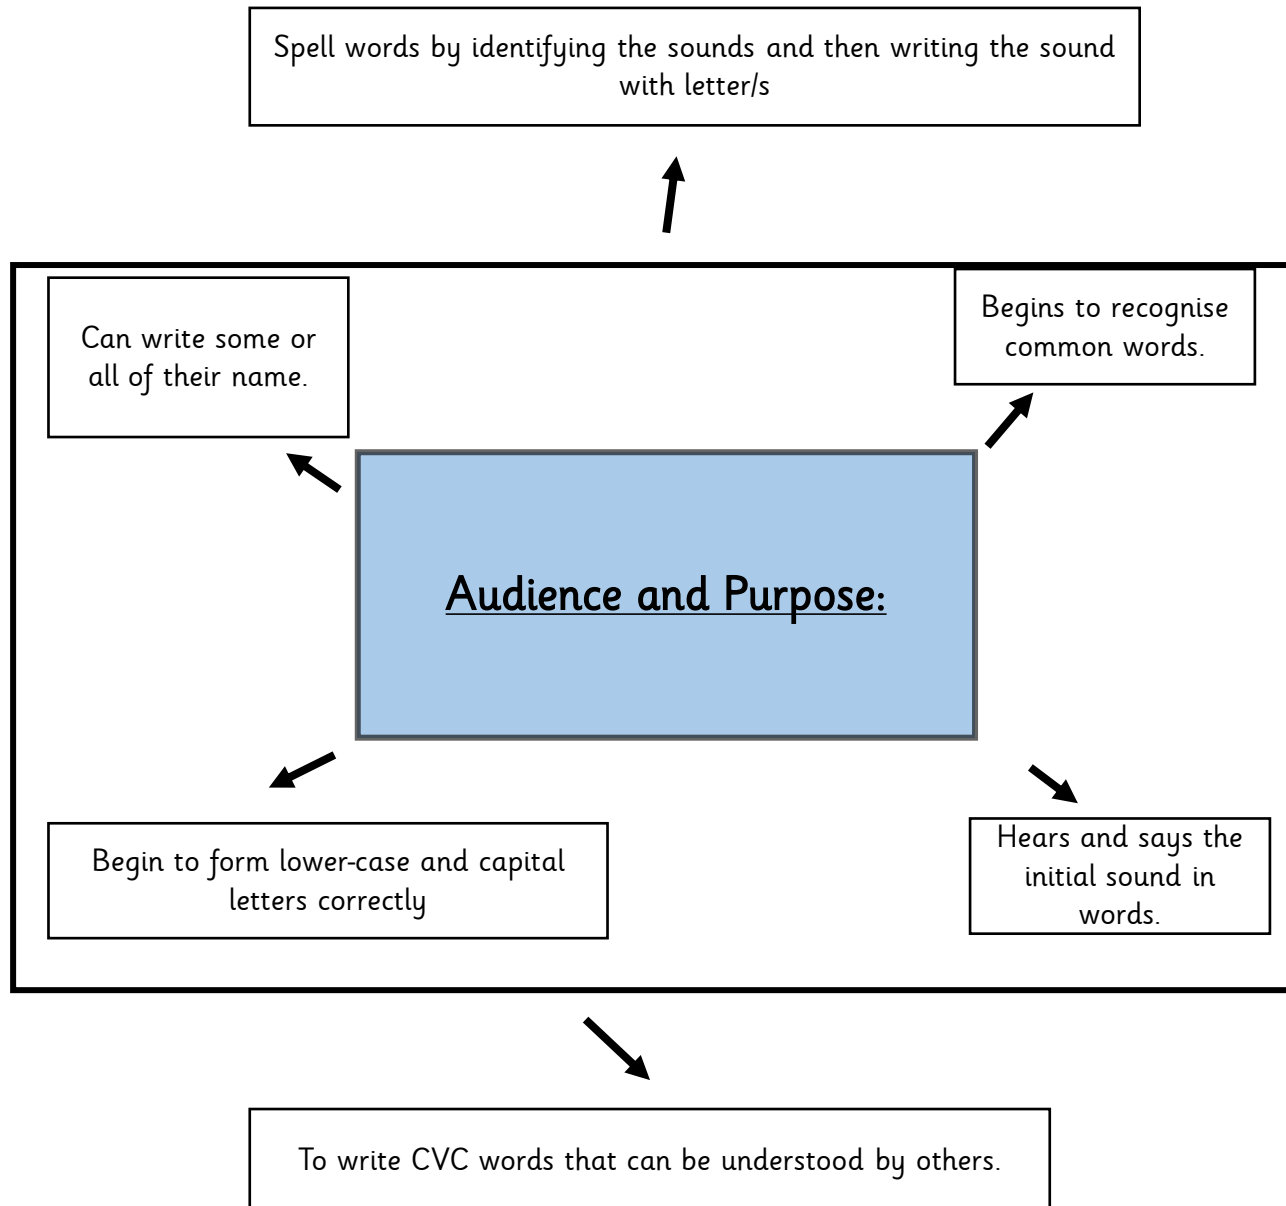 Spell words by identifying the sounds and then writing the sound
with letter/s
Can write some or
all of their name.
Begins to recognise
common words.
Audience and Purpose:
Begin to form lower-case and capital
letters correctly
Hears and says the
initial sound in
words.
To write CVC words that can be understood by others.